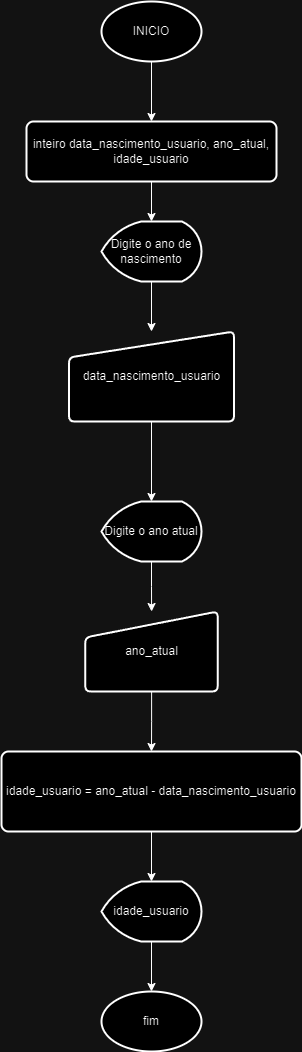 INICIO
inteiro data_nascimento_usuario, ano_atual,
idade_usuario
Digite o ano de
nascimento
data_nascimento_usuario
Digite o ano atual
ano_atual
idade_usuario = ano_atual - data_nascimento_usuario
idade_usuario
fim